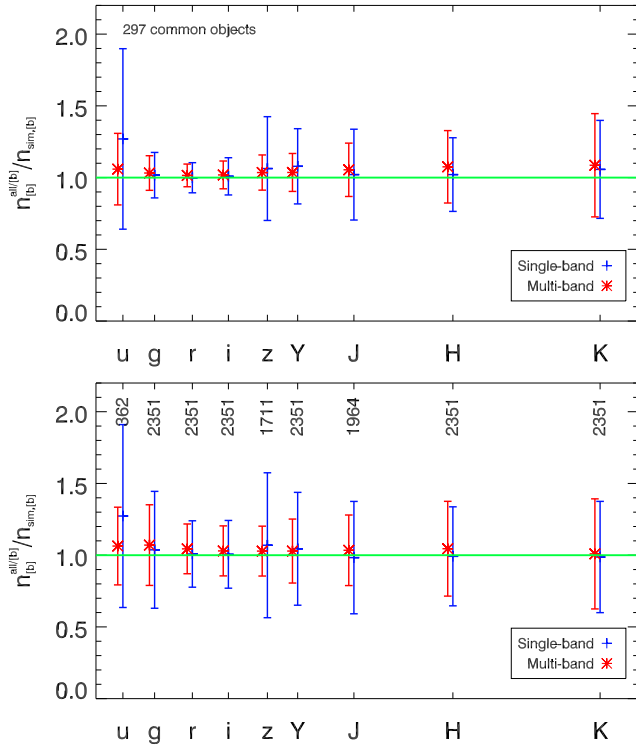 297 common objects
2.0
1.5
1.0
0.5
0.0
n[b]^all/[b] / n sim,[b]
Single-band
Multi-band
u g r i z Y J H K
362 2351 2351 2351 1711 2351 1964 2351 2351
2.0
1.5
1.0
0.5
0.0
n[b]^all/[b] / n sim,[b]
Single-band
Multi-band
u g r i z Y J H K